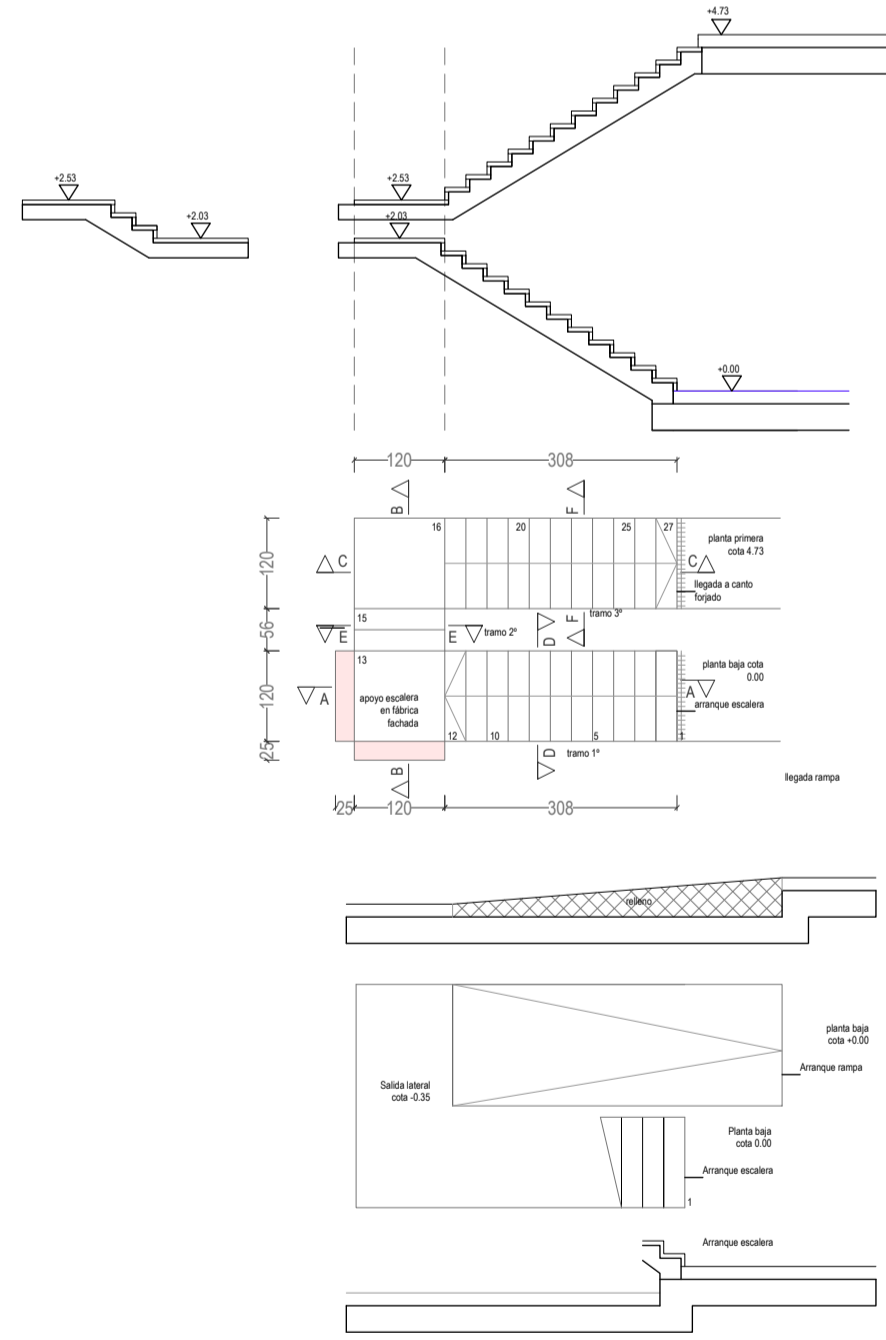 +4.73
+2.53
+2.53
+2.03
+2.03
+0.00
120
308
B
F
16
20
25
27
planta primera
cota 4.73
C
C
llegada a canto
forjado
120
15
tramo 3º
E
E
tramo 2º
D
F
56
13
planta baja cota
0.00
A
apoyo escalera
en fábrica
fachada
A
arranque escalera
120
12
10
5
1
D
tramo 1º
25
B
llegada rampa
25
120
308
relleno
planta baja
cota +0.00
Arranque rampa
Salida lateral
cota -0.35
Planta baja
cota 0.00
Arranque escalera
1
Arranque escalera